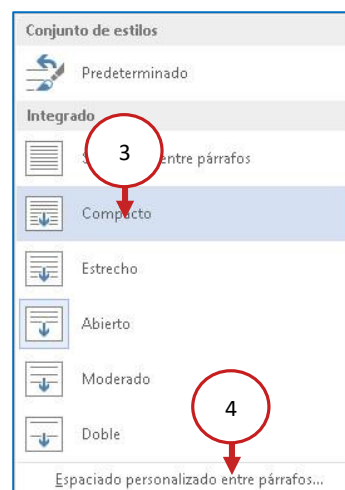 Conjunto de estilos
Predeterminado
Integrado
3
entre párrafos
Compacto
Estrecho
Abierto
Moderado
4
Doble
Espaciado personalizado entre párrafos...